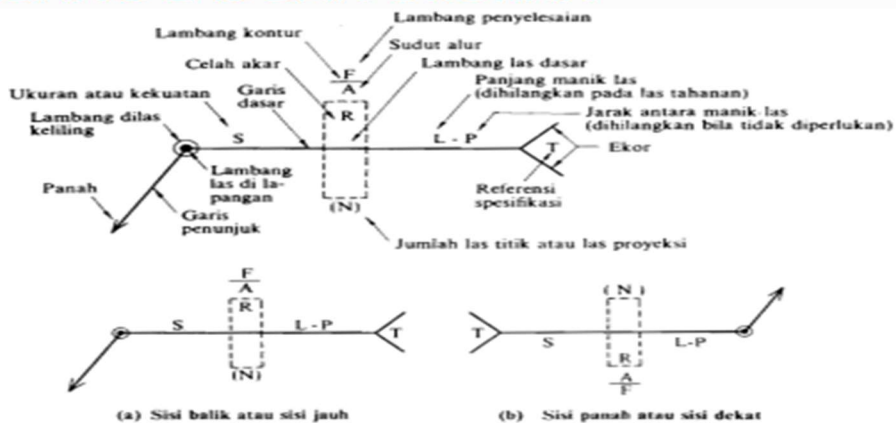 Lambang penyelesaian
Lambang kontur
Sudut alur
Celah akar
F
A
Lambang las dasar
Ukuran atau kekuatan
Garis
dasar
Panjang manik las
(dihilangkan pada las tahanan)
Lambang dilas
keliling
R
Jarak antara manik las
(dihilangkan bila tidak diperlukan)
S
L - P
T
Ekor
Panah
Lambang
las di la-
pangan
Referensi
spesifikasi
Garis
penunjuk
(N)
Jumlah las titik atau las proyeksi
F
A
R
S
L-P
T
(N)
(N)
T
S
L-P
R
A
F
(a) Sisi balik atau sisi jauh
(b) Sisi panah atau sisi dekat